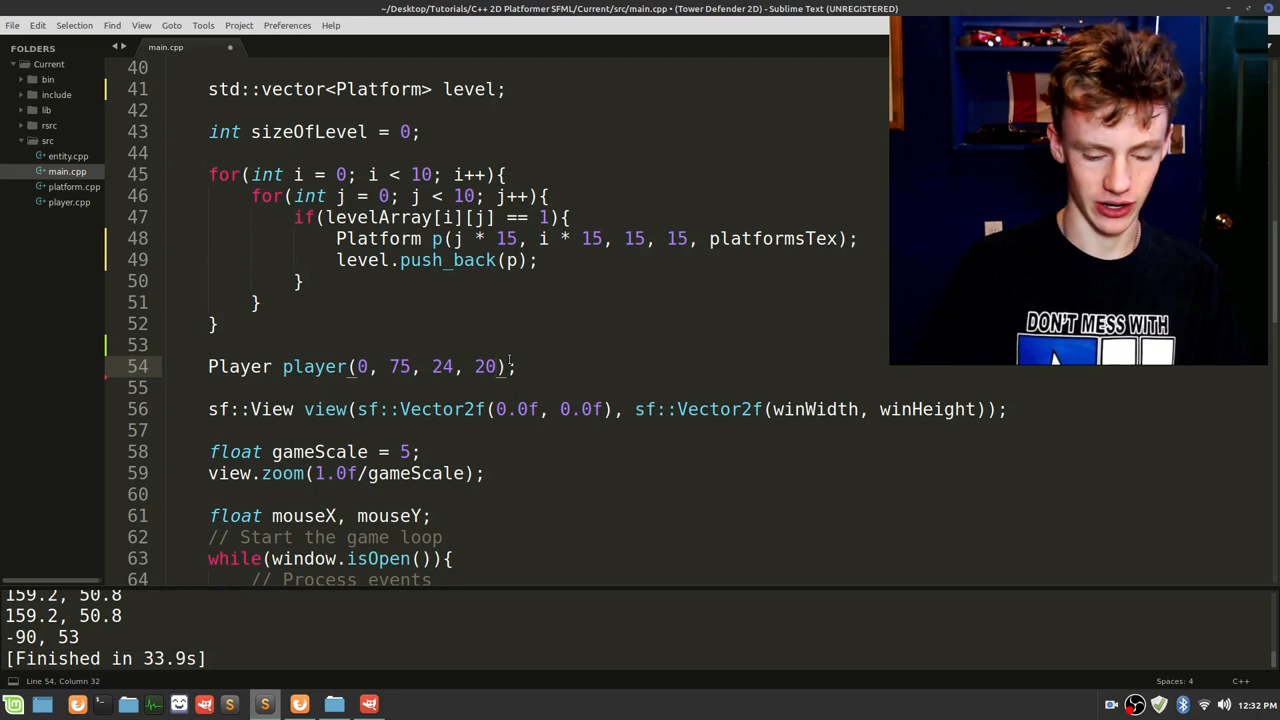 ~/Desktop/Tutorials/C++ 2D Platformer SFML/Current/src/main.cpp • (Tower Defender 2D) - Sublime Text (UNREGISTERED)
File Edit Selection Find View Goto Tools Project Preferences Help
FOLDERS
Current
bin
include
lib
rsrc
src
entity.cpp
main.cpp
platform.cpp
player.cpp
main.cpp
40
41 std::vector<Platform> level;
42
43 int sizeOfLevel = 0;
44
45 for(int i = 0; i < 10; i++){
46 for(int j = 0; j < 10; j++){
47 if(levelArray[i][j] == 1){
48 Platform p(j * 15, i * 15, 15, 15, platformsTex);
49 level.push_back(p);
50 }
51 }
52 }
53
54 Player player(0, 75, 24, 20);
55
56 sf::View view(sf::Vector2f(0.0f, 0.0f), sf::Vector2f(winWidth, winHeight));
57
58 float gameScale = 5;
59 view.zoom(1.0f/gameScale);
60
61 float mouseX, mouseY;
62 // Start the game loop
63 while(window.isOpen()){
64 // Process events
DON'T MESS WITH
159.2, 50.8
159.2, 50.8
-90, 53
[Finished in 33.9s]
Line 54, Column 32
Spaces: 4
C++
12:32 PM